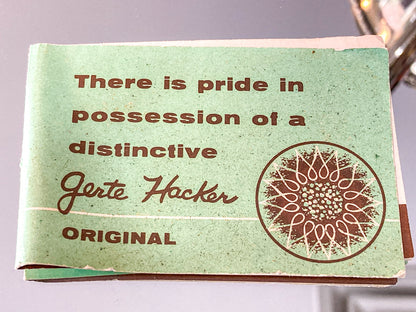 There is pride in
possession of a
distinctive
Gerte Hacker
ORIGINAL